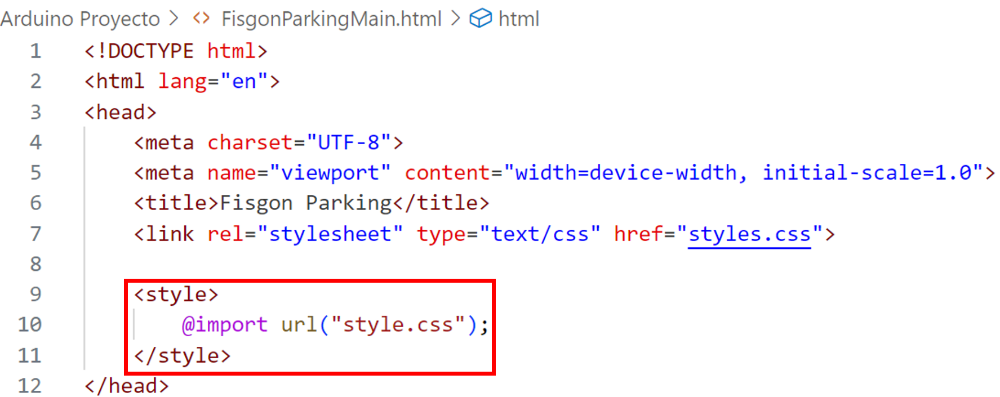 Arduino Proyecto > <> FisgonParkingMain.html > html
1 <!DOCTYPE html>
2 <html lang="en">
3 <head>
4 <meta charset="UTF-8">
5 <meta name="viewport" content="width=device-width, initial-scale=1.0">
6 <title>Fisgon Parking</title>
7 <link rel="stylesheet" type="text/css" href="styles.css">
8
9 <style>
10 @import url("style.css");
11 </style>
12 </head>